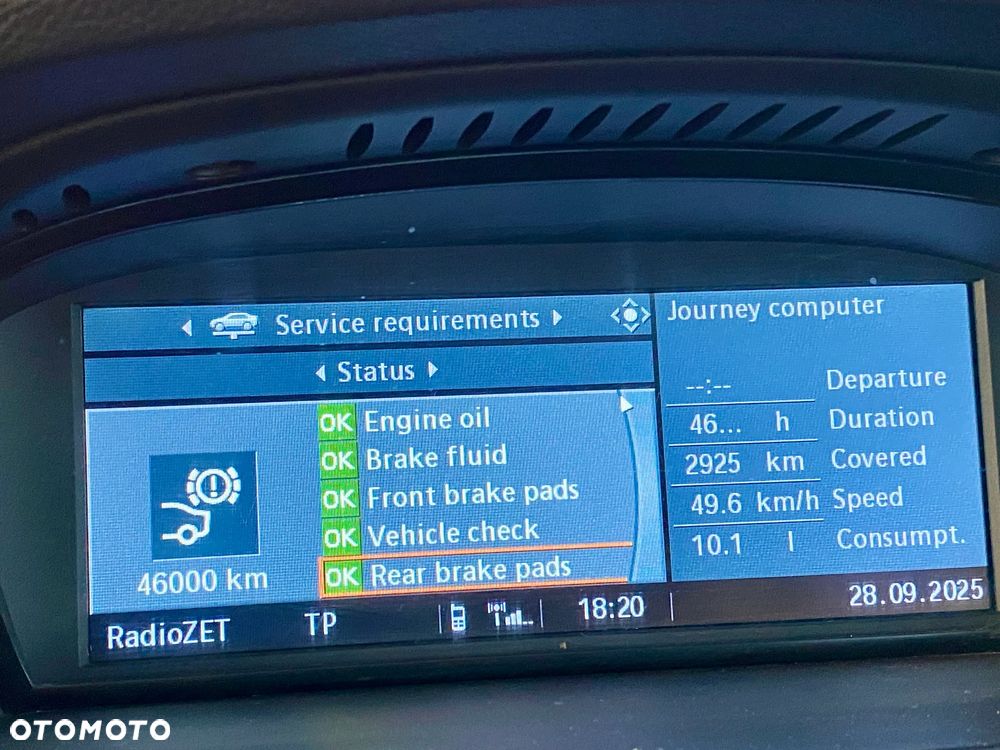 Service requirements
Status
OK Engine oil
OK Brake fluid
OK Front brake pads
OK Vehicle check
OK Rear brake pads
46000 km
Journey computer
--:-- Departure
46... h Duration
2925 km Covered
49.6 km/h Speed
10.1 l Consumpt.
28.09.2025
RadioZET TP 18:20
OTOMOTO